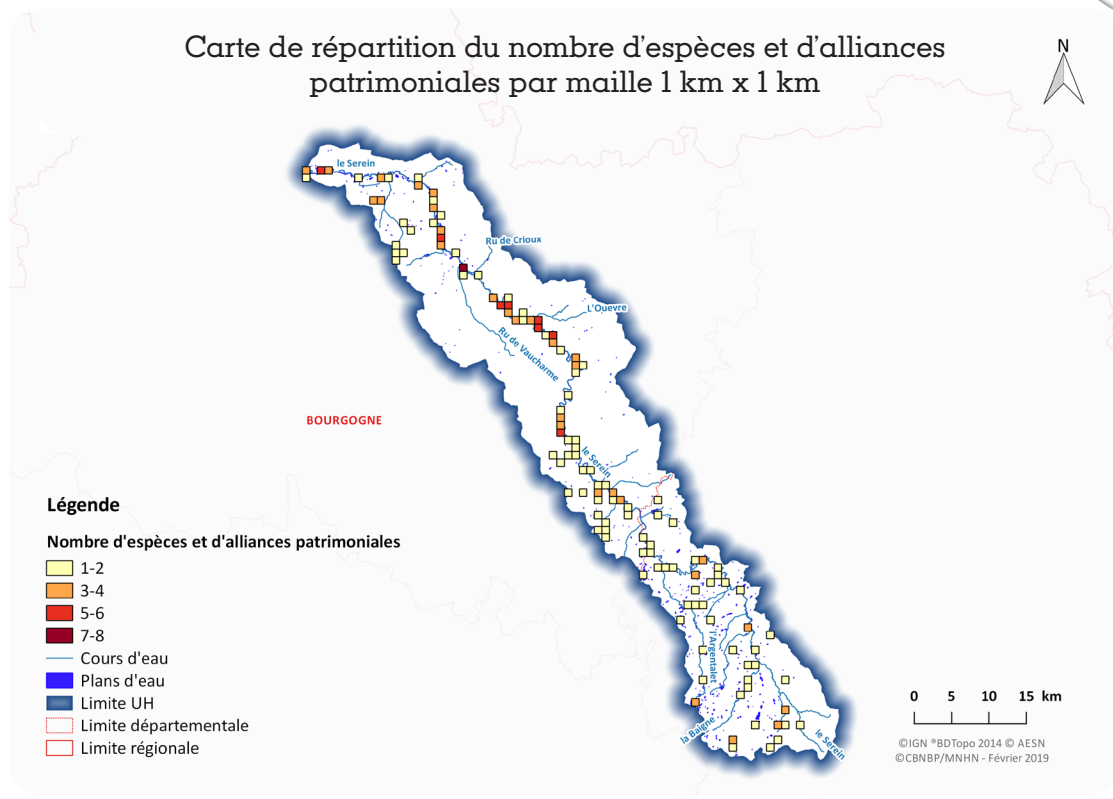 Carte de répartition du nombre d'espèces et d'alliances
patrimoniales par maille 1 km x 1 km
N
le Serein
Ru de Crioux
L'Ouevre
Ru de Vaucharme
BOURGOGNE
le Serein
Légende
Nombre d'espèces et d'alliances patrimoniales
1-2
3-4
5-6
7-8
Cours d'eau
Plans d'eau
Limite UH
Limite départementale
Limite régionale
l'Argentalet
la Baigne
le Serein
0 5 10 15 km
©IGN ®BDTopo 2014 © AESN
©CBNBP/MNHN - Février 2019